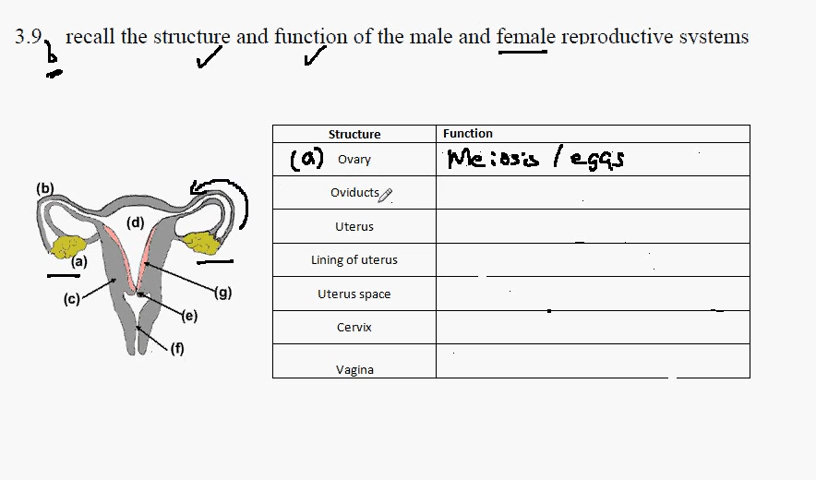 3.9 b recall the structure and function of the male and female reproductive systems
Structure Function
(a) Ovary Meiosis / eggs
Oviducts
Uterus
Lining of uterus
Uterus space
Cervix
Vagina
(b)
(d)
(a)
(c)
(g)
(e)
(f)